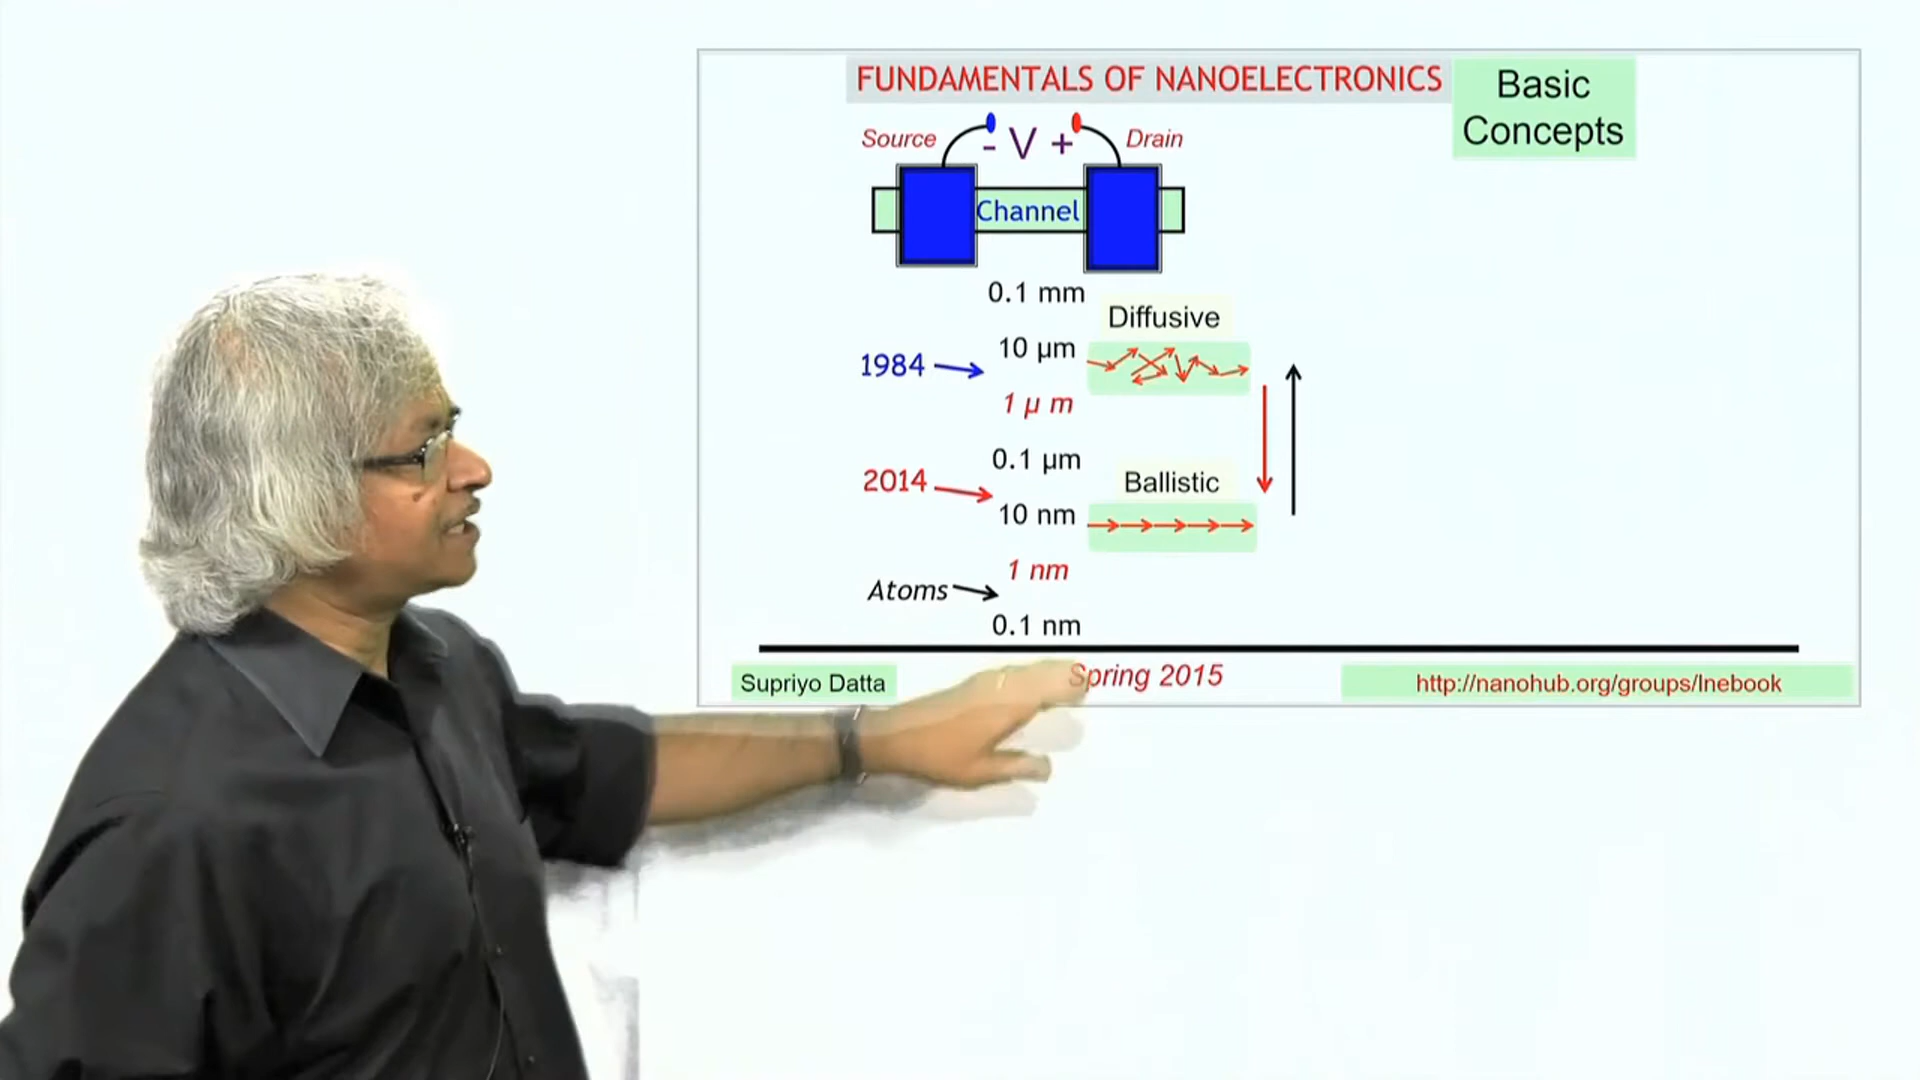 FUNDAMENTALS OF NANOELECTRONICS
Basic
Concepts
Source
- V +
Drain
Channel
0.1 mm
Diffusive
10 µm
1984
1 µ m
0.1 µm
2014
Ballistic
10 nm
1 nm
Atoms
0.1 nm
Supriyo Datta
Spring 2015
http://nanohub.org/groups/lnebook